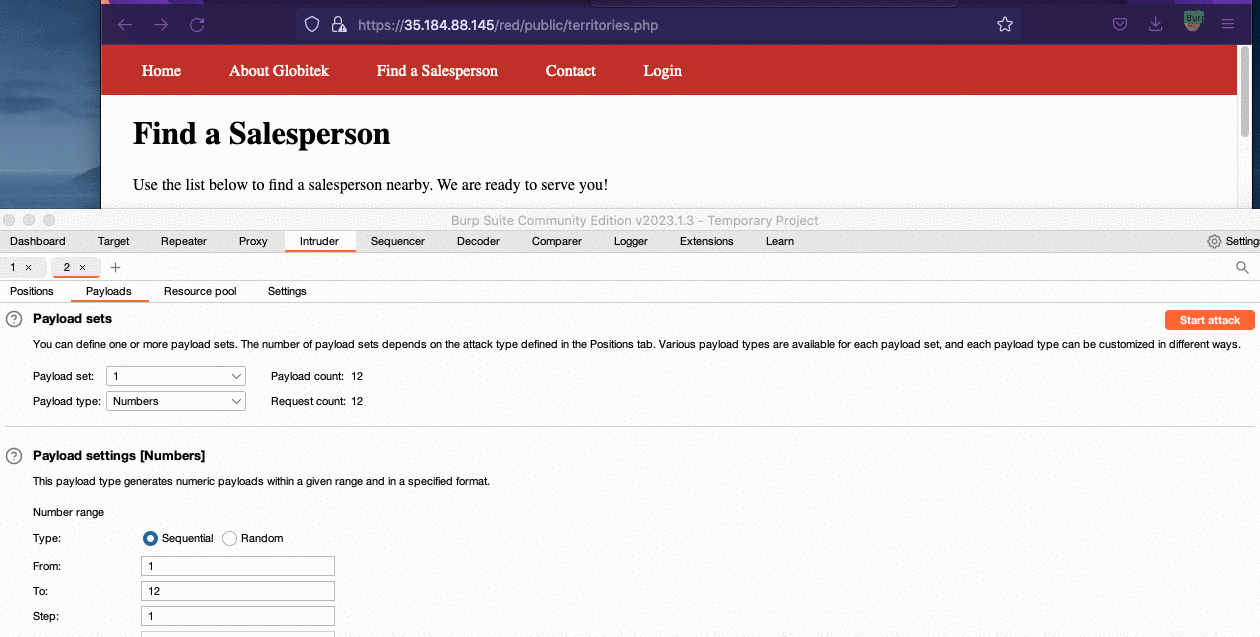 https://35.184.88.145/red/public/territories.php
Burp
Home About Globitek Find a Salesperson Contact Login
Find a Salesperson
Use the list below to find a salesperson nearby. We are ready to serve you!
Burp Suite Community Edition v2023.1.3 - Temporary Project
Dashboard Target Repeater Proxy Intruder Sequencer Decoder Comparer Logger Extensions Learn Setting
1 × 2 × +
Positions Payloads Resource pool Settings
? Payload sets Start attack
You can define one or more payload sets. The number of payload sets depends on the attack type defined in the Positions tab. Various payload types are available for each payload set, and each payload type can be customized in different ways.
Payload set: 1 Payload count: 12
Payload type: Numbers Request count: 12
? Payload settings [Numbers]
This payload type generates numeric payloads within a given range and in a specified format.
Number range
Type: Sequential Random
From: 1
To: 12
Step: 1